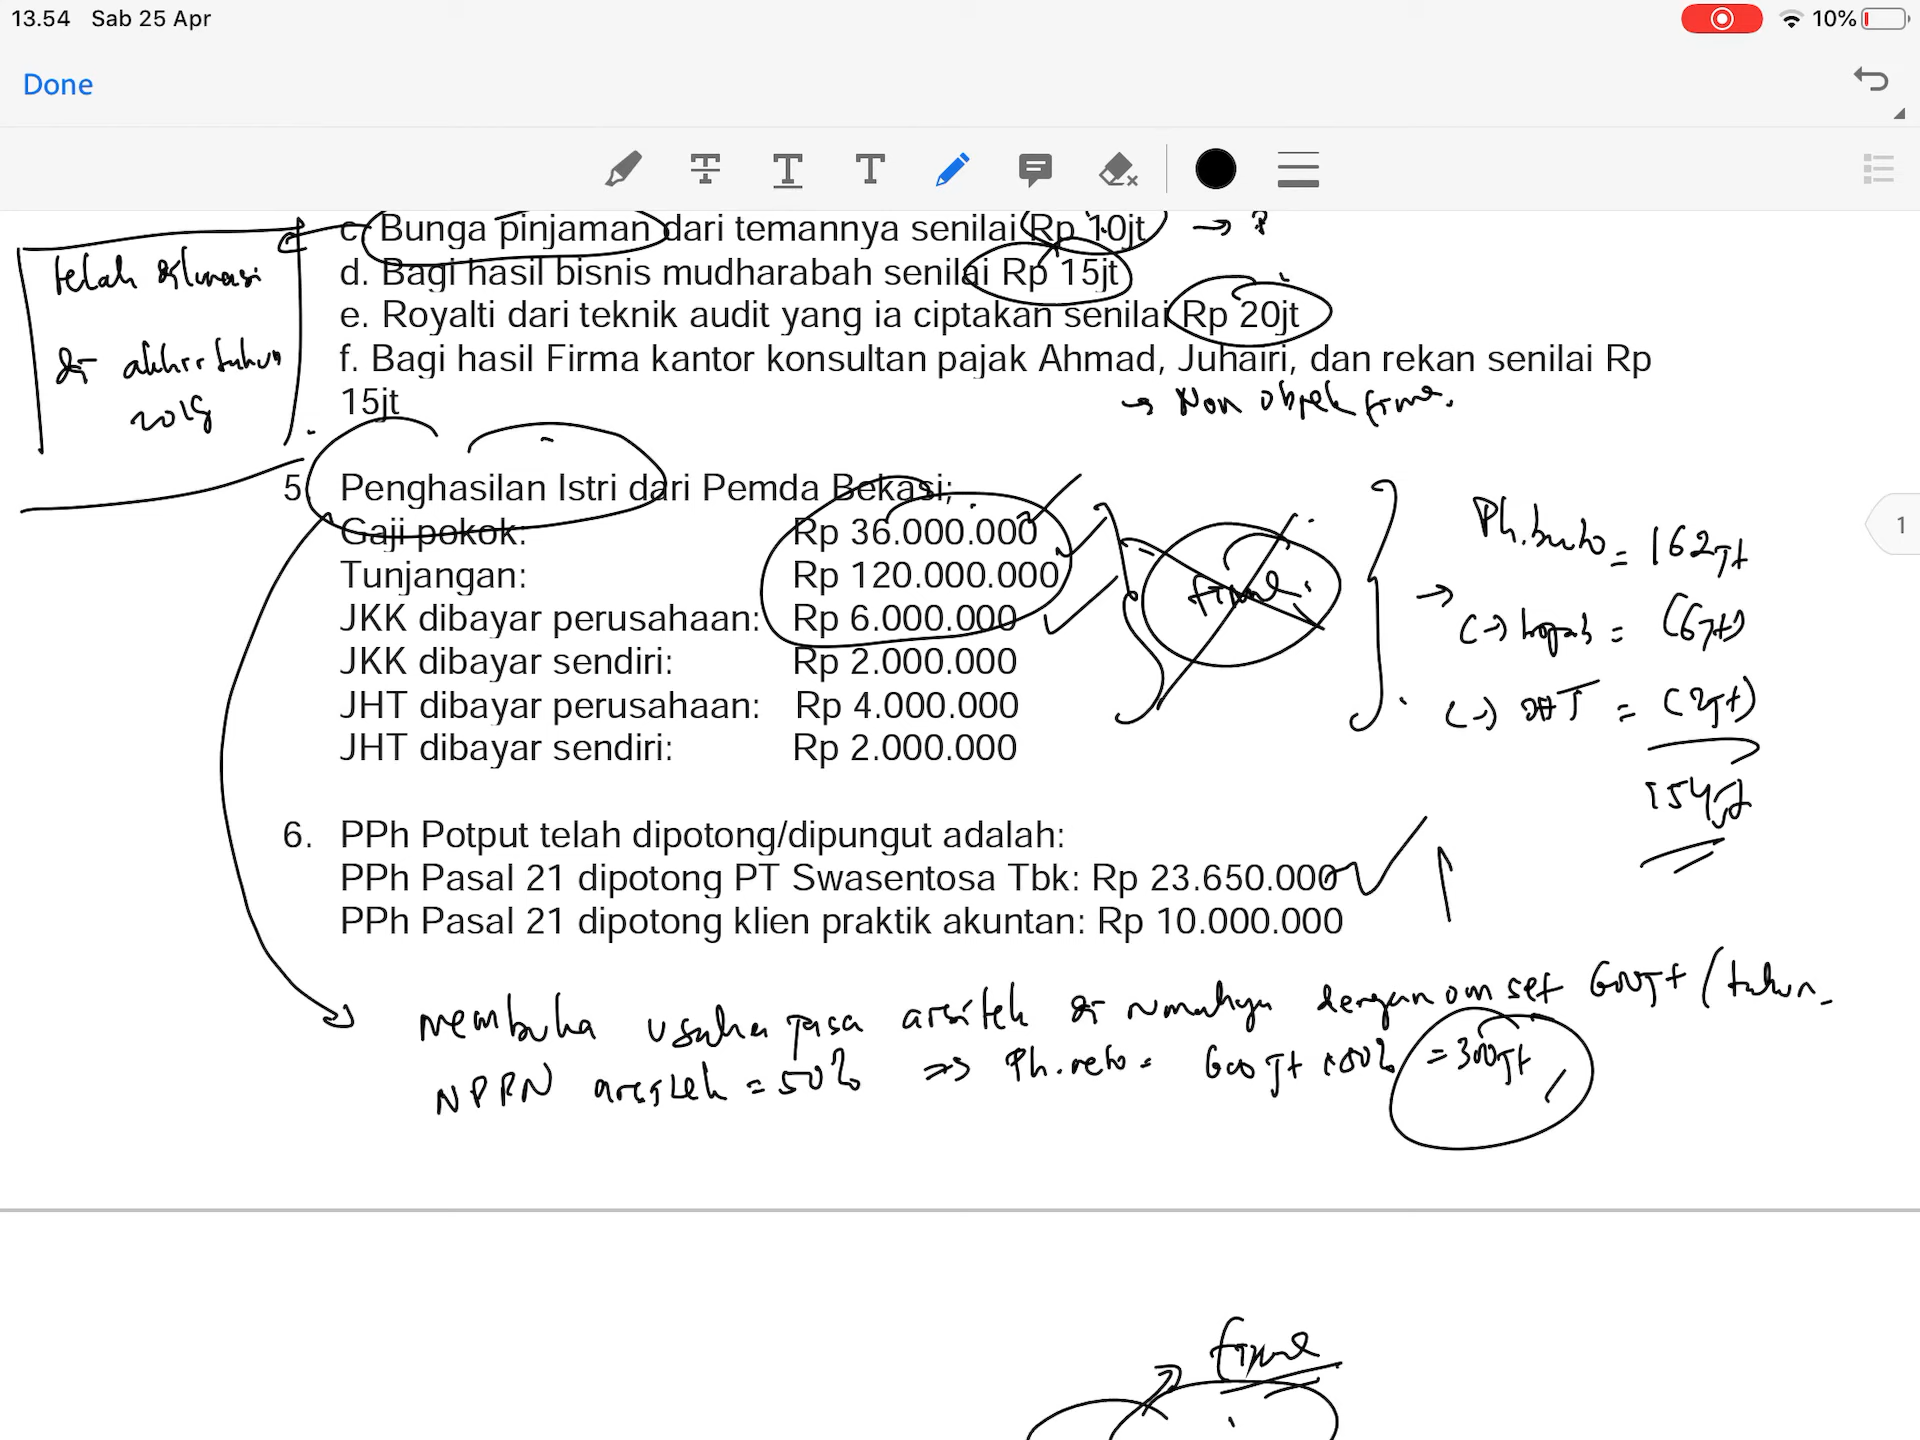 13.54 Sab 25 Apr
10%
Done
c. Bunga pinjaman dari temannya senilai Rp 10jt → ?
d. Bagi hasil bisnis mudharabah senilai Rp 15jt
e. Royalti dari teknik audit yang ia ciptakan senilai Rp 20jt
f. Bagi hasil Firma kantor konsultan pajak Ahmad, Juhairi, dan rekan senilai Rp
15jt
→ Non objek
telah
di akhir tahun
5. Penghasilan Istri dari Pemda Bekasi;
Gaji pokok: Rp 36.000.000
Tunjangan: Rp 120.000.000
JKK dibayar perusahaan: Rp 6.000.000
JKK dibayar sendiri: Rp 2.000.000
JHT dibayar perusahaan: Rp 4.000.000
JHT dibayar sendiri: Rp 2.000.000
Ph.bruto = 162Jt
→ (-) = (6Jt)
(-) JHT = (2Jt)
154Jt
1
6. PPh Potput telah dipotong/dipungut adalah:
PPh Pasal 21 dipotong PT Swasentosa Tbk: Rp 23.650.000
PPh Pasal 21 dipotong klien praktik akuntan: Rp 10.000.000
membuka usaha Jasa arsitek di rumahnya dengan omset 600Jt/tahun.
NPPN arsitek = 50% ⇒ Ph.neto = 600Jt x 50% = 300Jt